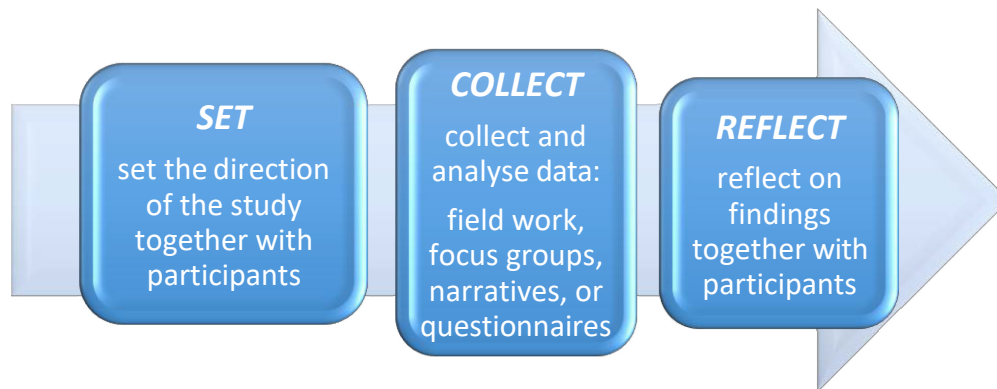 SET
set the direction
of the study
together with
participants
COLLECT
collect and
analyse data:
field work,
focus groups,
narratives, or
questionnaires
REFLECT
reflect on
findings
together with
participants